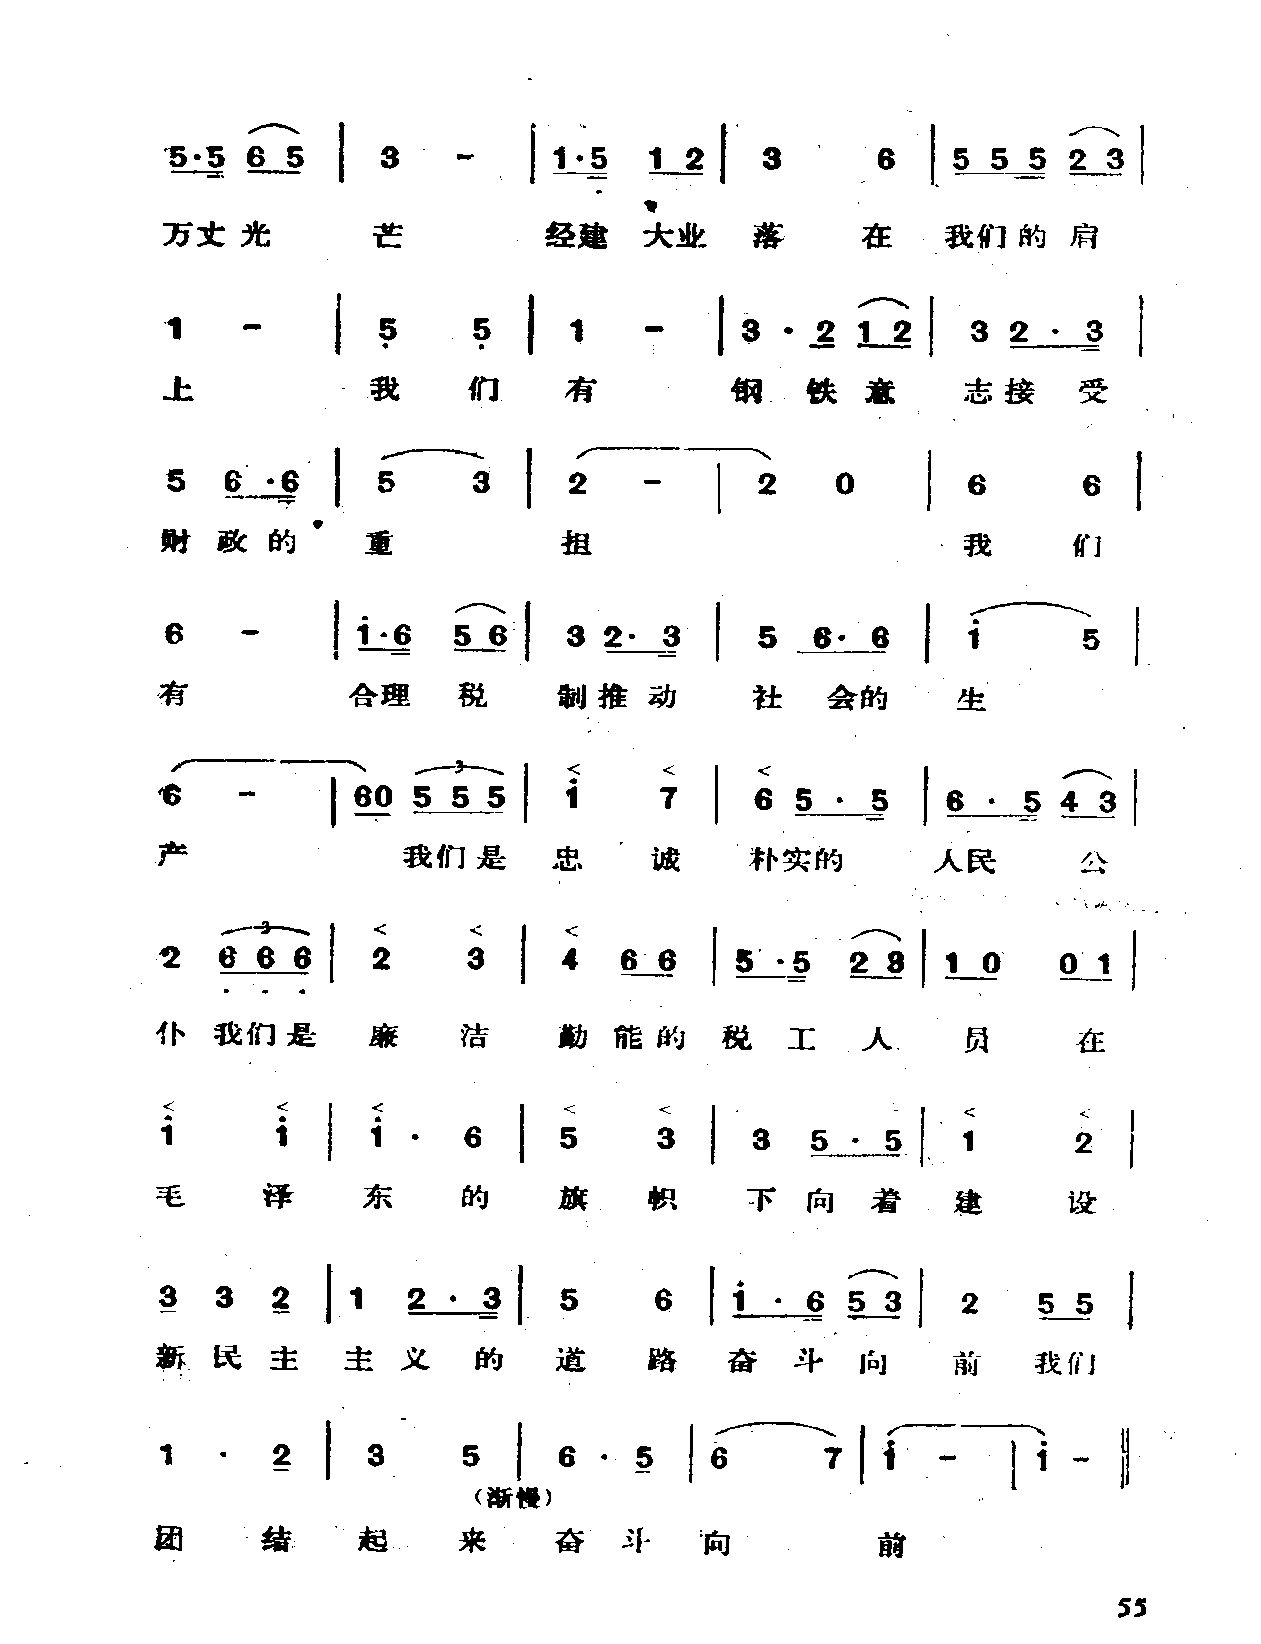 5·5 6 5 | 3 - | 1·5 1 2 | 3 6 | 5 5 5 2 3 |
万丈光 芒 经建 大业 落 在 我们的 肩
1 - | 5 5 | 1 - | 3 · 2 1 2 | 3 2 · 3 |
上 我 们 有 钢 铁 意 志 接 受
5 6 ·6 | 5 3 | 2 - | 2 0 | 6 6 |
财 政 的 重 担 我 们
6 - | 1·6 5 6 | 3 2· 3 | 5 6· 6 | 1 5 |
有 合理 税 制 推 动 社 会的 生
6 - | 60 5 5 5 | 1 7 | 6 5 · 5 | 6 · 5 4 3 |
产 我们是 忠 诚 朴实的 人民 公
2 6 6 6 | 2 3 | 4 6 6 | 5 ·5 2 3 | 1 0 0 1 |
仆 我们是 廉 洁 勤 能 的 税 工 人 员 在
1 1 | 1 · 6 | 5 3 | 3 5 · 5 | 1 2 |
毛 泽 东 的 旗 帜 下 向 着 建 设
3 3 2 | 1 2 · 3 | 5 6 | 1 · 6 5 3 | 2 5 5 |
新 民 主 主 义 的 道 路 奋 斗 向 前 我们
1 · 2 | 3 5 | 6 · 5 | 6 7 | 1 - | 1 - ‖
（渐慢）
团 结 起 来 奋 斗 向 前
55